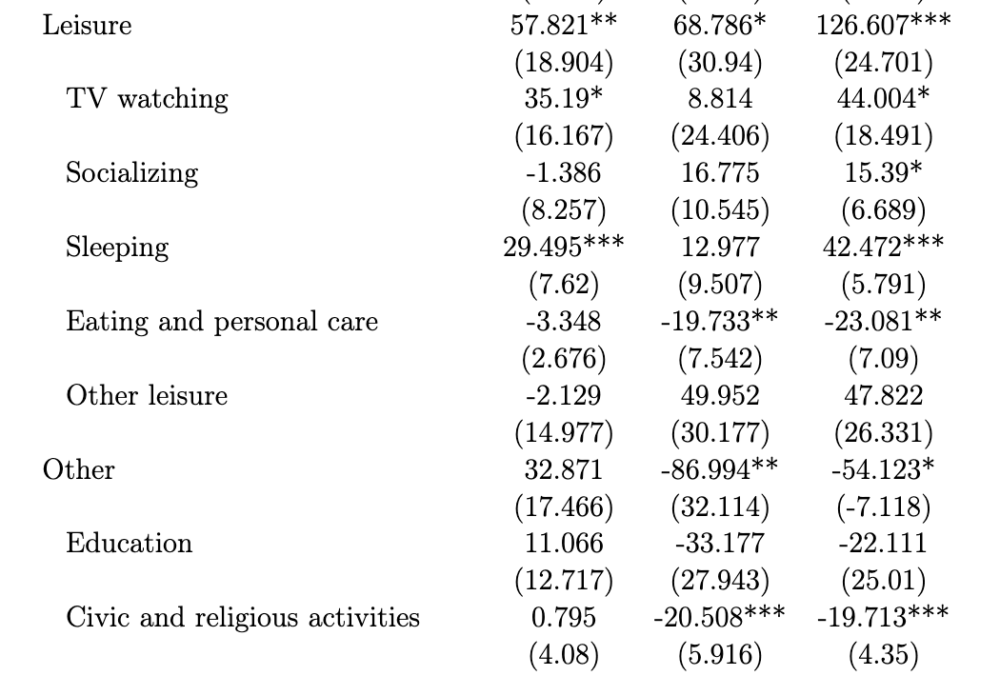 Leisure 57.821** 68.786* 126.607***
(18.904) (30.94) (24.701)
TV watching 35.19* 8.814 44.004*
(16.167) (24.406) (18.491)
Socializing -1.386 16.775 15.39*
(8.257) (10.545) (6.689)
Sleeping 29.495*** 12.977 42.472***
(7.62) (9.507) (5.791)
Eating and personal care -3.348 -19.733** -23.081**
(2.676) (7.542) (7.09)
Other leisure -2.129 49.952 47.822
(14.977) (30.177) (26.331)
Other 32.871 -86.994** -54.123*
(17.466) (32.114) (-7.118)
Education 11.066 -33.177 -22.111
(12.717) (27.943) (25.01)
Civic and religious activities 0.795 -20.508*** -19.713***
(4.08) (5.916) (4.35)